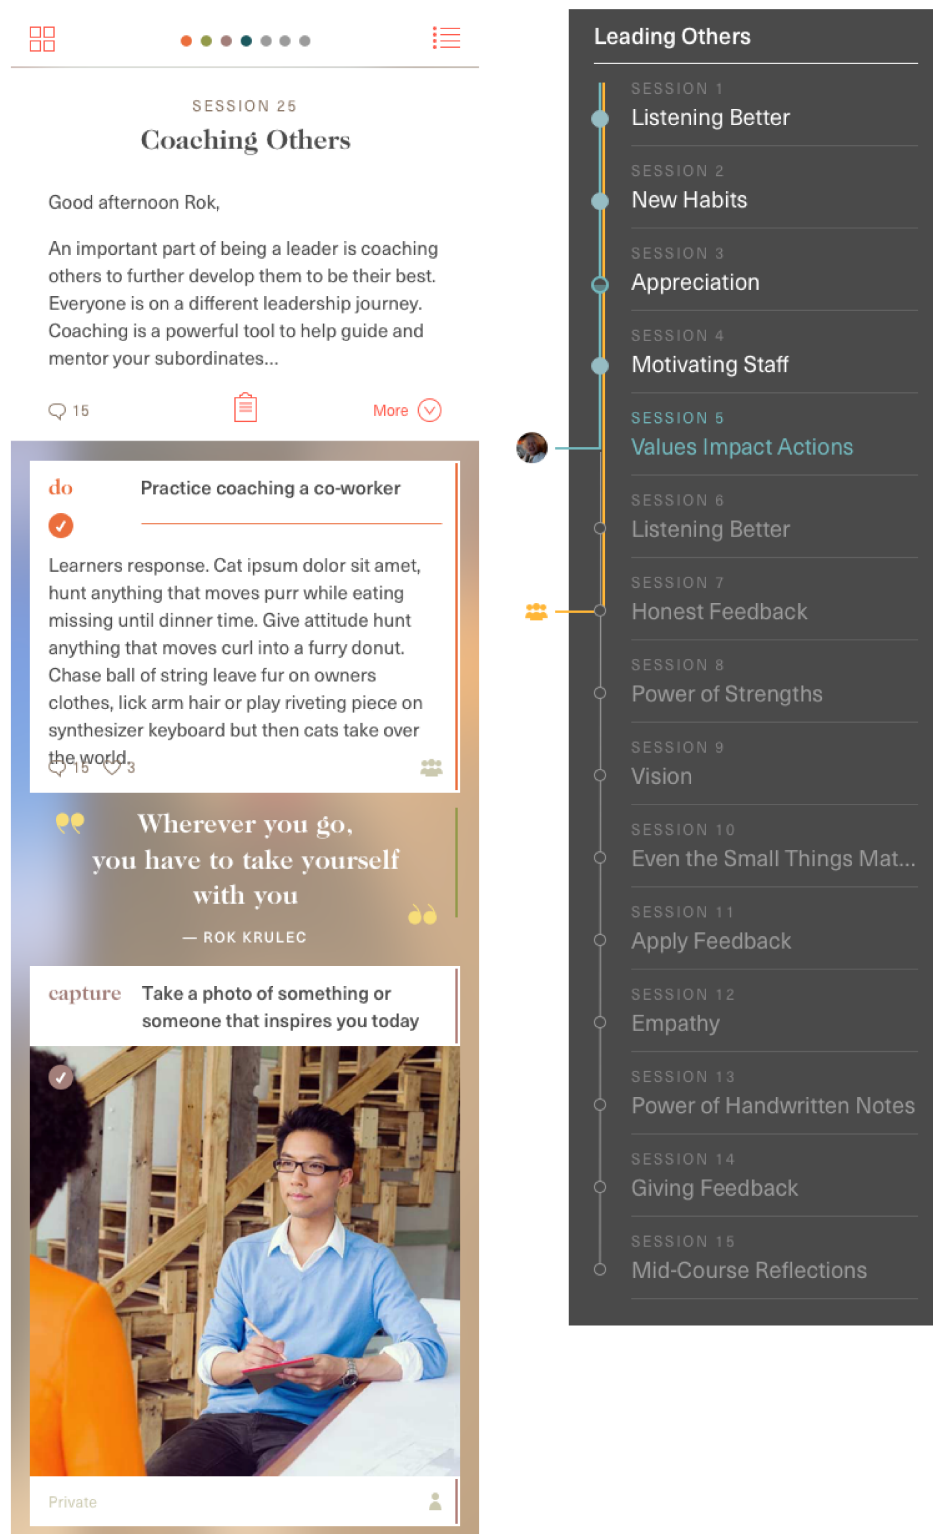 SESSION 25
Coaching Others
Good afternoon Rok,
An important part of being a leader is coaching
others to further develop them to be their best.
Everyone is on a different leadership journey.
Coaching is a powerful tool to help guide and
mentor your subordinates...
15
More
do
Practice coaching a co-worker
Learners response. Cat ipsum dolor sit amet,
hunt anything that moves purr while eating
missing until dinner time. Give attitude hunt
anything that moves curl into a furry donut.
Chase ball of string leave fur on owners
clothes, lick arm hair or play riveting piece on
synthesizer keyboard but then cats take over
the world.
15 3
Wherever you go,
you have to take yourself
with you
— ROK KRULEC
capture
Take a photo of something or
someone that inspires you today
Private
Leading Others
SESSION 1
Listening Better
SESSION 2
New Habits
SESSION 3
Appreciation
SESSION 4
Motivating Staff
SESSION 5
Values Impact Actions
SESSION 6
Listening Better
SESSION 7
Honest Feedback
SESSION 8
Power of Strengths
SESSION 9
Vision
SESSION 10
Even the Small Things Mat...
SESSION 11
Apply Feedback
SESSION 12
Empathy
SESSION 13
Power of Handwritten Notes
SESSION 14
Giving Feedback
SESSION 15
Mid-Course Reflections